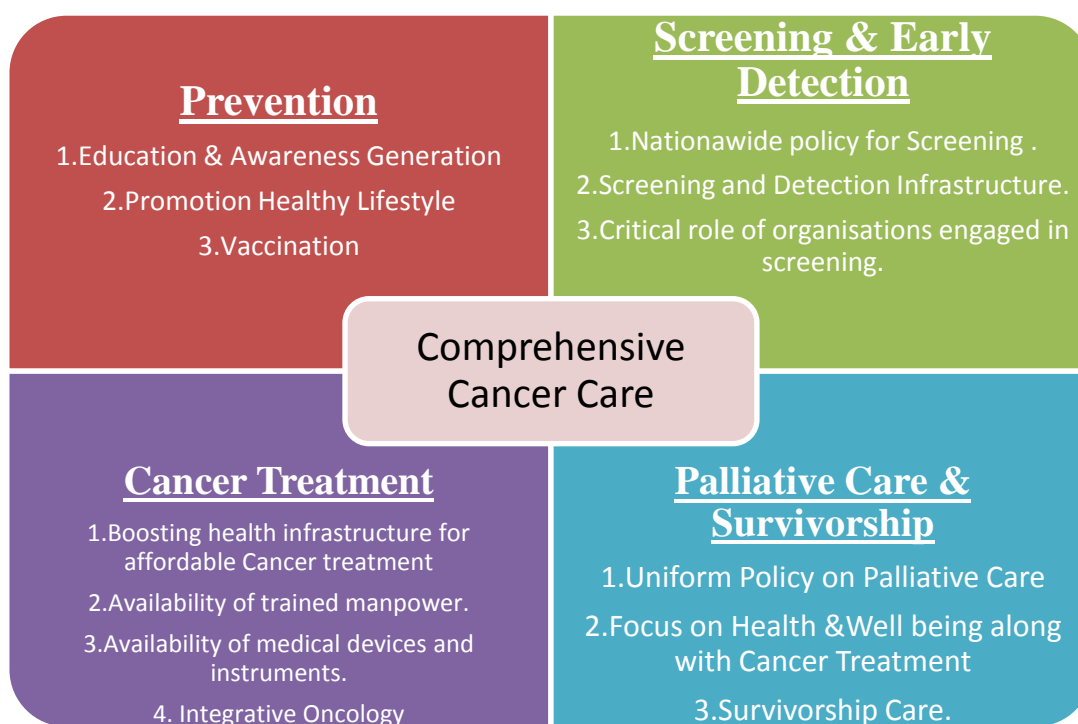 Prevention
1.Education & Awareness Generation
2.Promotion Healthy Lifestyle
3.Vaccination
Screening & Early
Detection
1.Nationawide policy for Screening .
2.Screening and Detection Infrastructure.
3.Critical role of organisations engaged in
screening.
Comprehensive
Cancer Care
Cancer Treatment
1.Boosting health infrastructure for
affordable Cancer treatment
2.Availability of trained manpower.
3.Availability of medical devices and
instruments.
4. Integrative Oncology
Palliative Care &
Survivorship
1.Uniform Policy on Palliative Care
2.Focus on Health &Well being along
with Cancer Treatment
3.Survivorship Care.